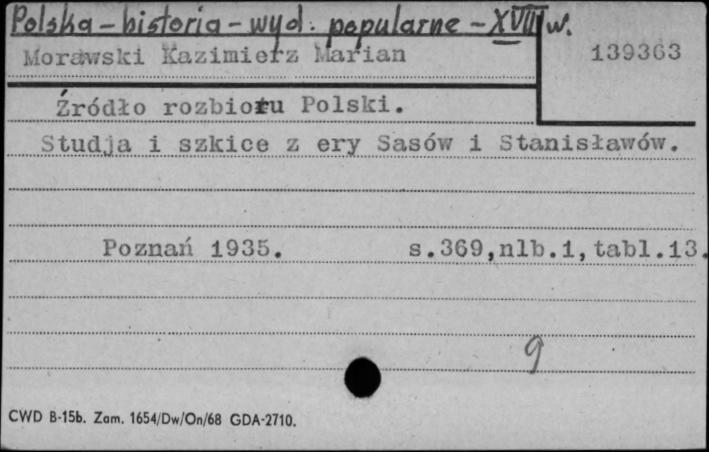 Polska - historia - wyd. popularne - XVIII w.
Morawski Kazimierz Marian 139363
Źródło rozbioru Polski.
Studja i szkice z ery Sasów i Stanisławów.
Poznań 1935. s.369,nlb.1,tabl.13.
g
CWD B-15b. Zam. 1654/Dw/On/68 GDA-2710.